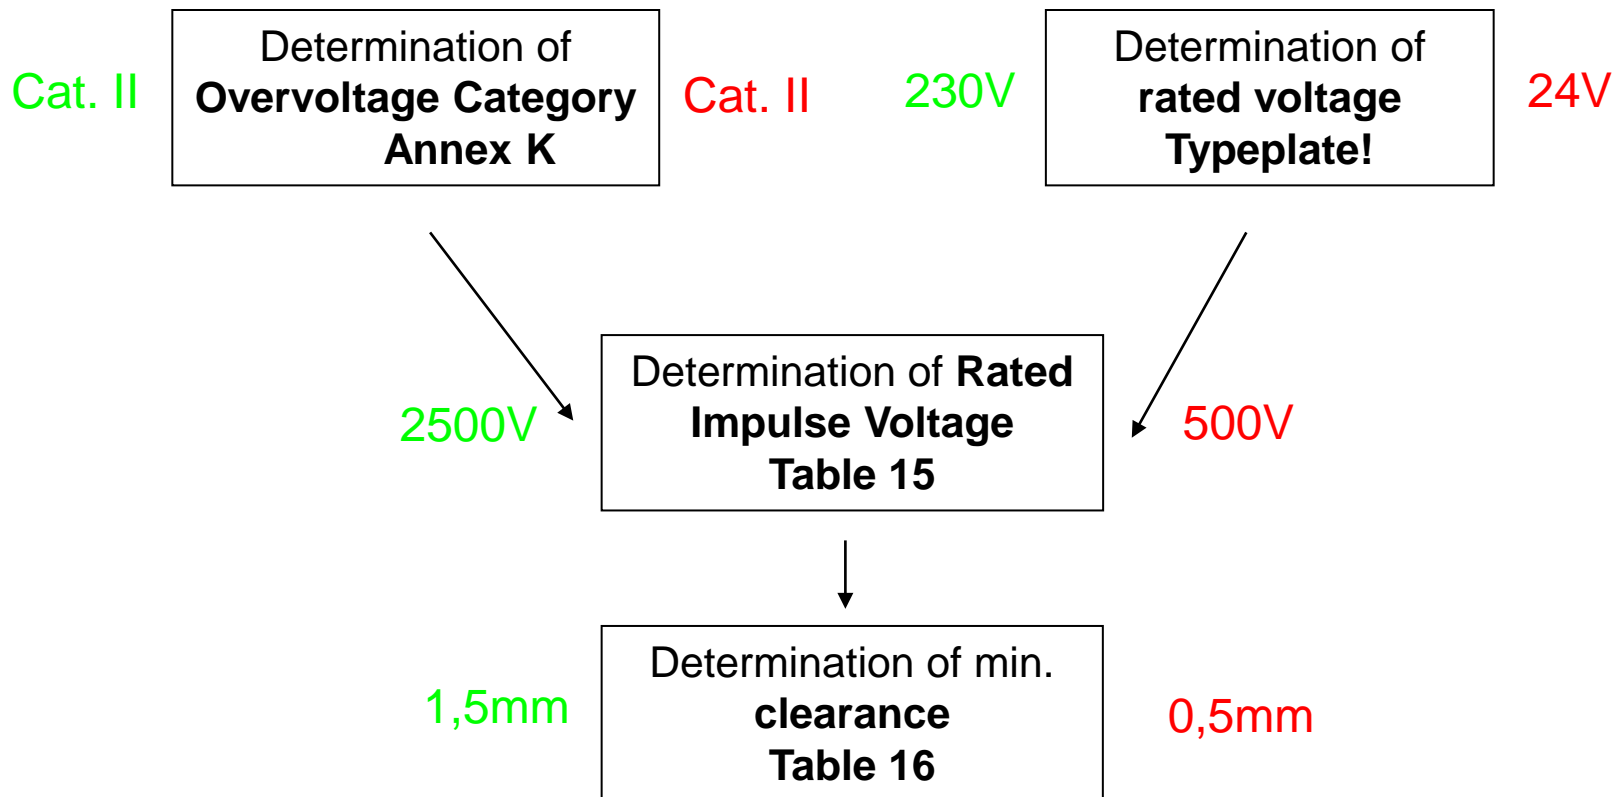 Determination of
Overvoltage Category
Annex K
Cat. II
Cat. II
Determination of
rated voltage
Typeplate!
230V
24V
Determination of Rated
Impulse Voltage
Table 15
2500V
500V
Determination of min.
clearance
Table 16
1,5mm
0,5mm